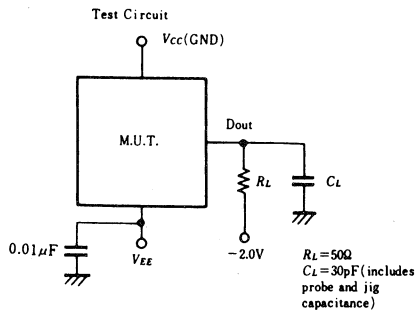 Test Circuit
Vcc(GND)
M.U.T.
Dout
RL
CL
0.01μF
VEE
−2.0V
RL=50Ω
CL=30pF(includes
probe and jig
capacitance)